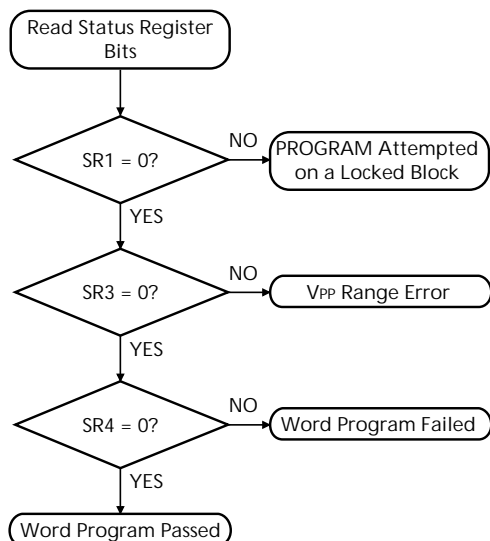 Read Status Register
Bits
SR1 = 0?
NO
PROGRAM Attempted
on a Locked Block
YES
SR3 = 0?
NO
VPP Range Error
YES
SR4 = 0?
NO
Word Program Failed
YES
Word Program Passed